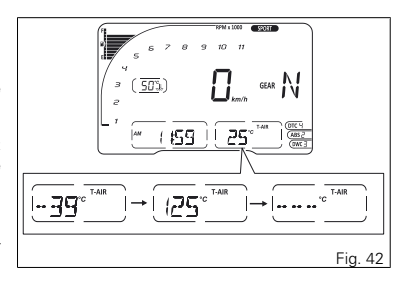 RPM x 1000 SPORT
F
E
1 2 3 4 5 6 7 8 9 10 11
50°C
0 km/h GEAR N
AM 11:59
T-AIR
25 °C
DTC 4
ABS 2
DWC 3
-39 °C T-AIR → 125 °C T-AIR → --- °C T-AIR
Fig. 42